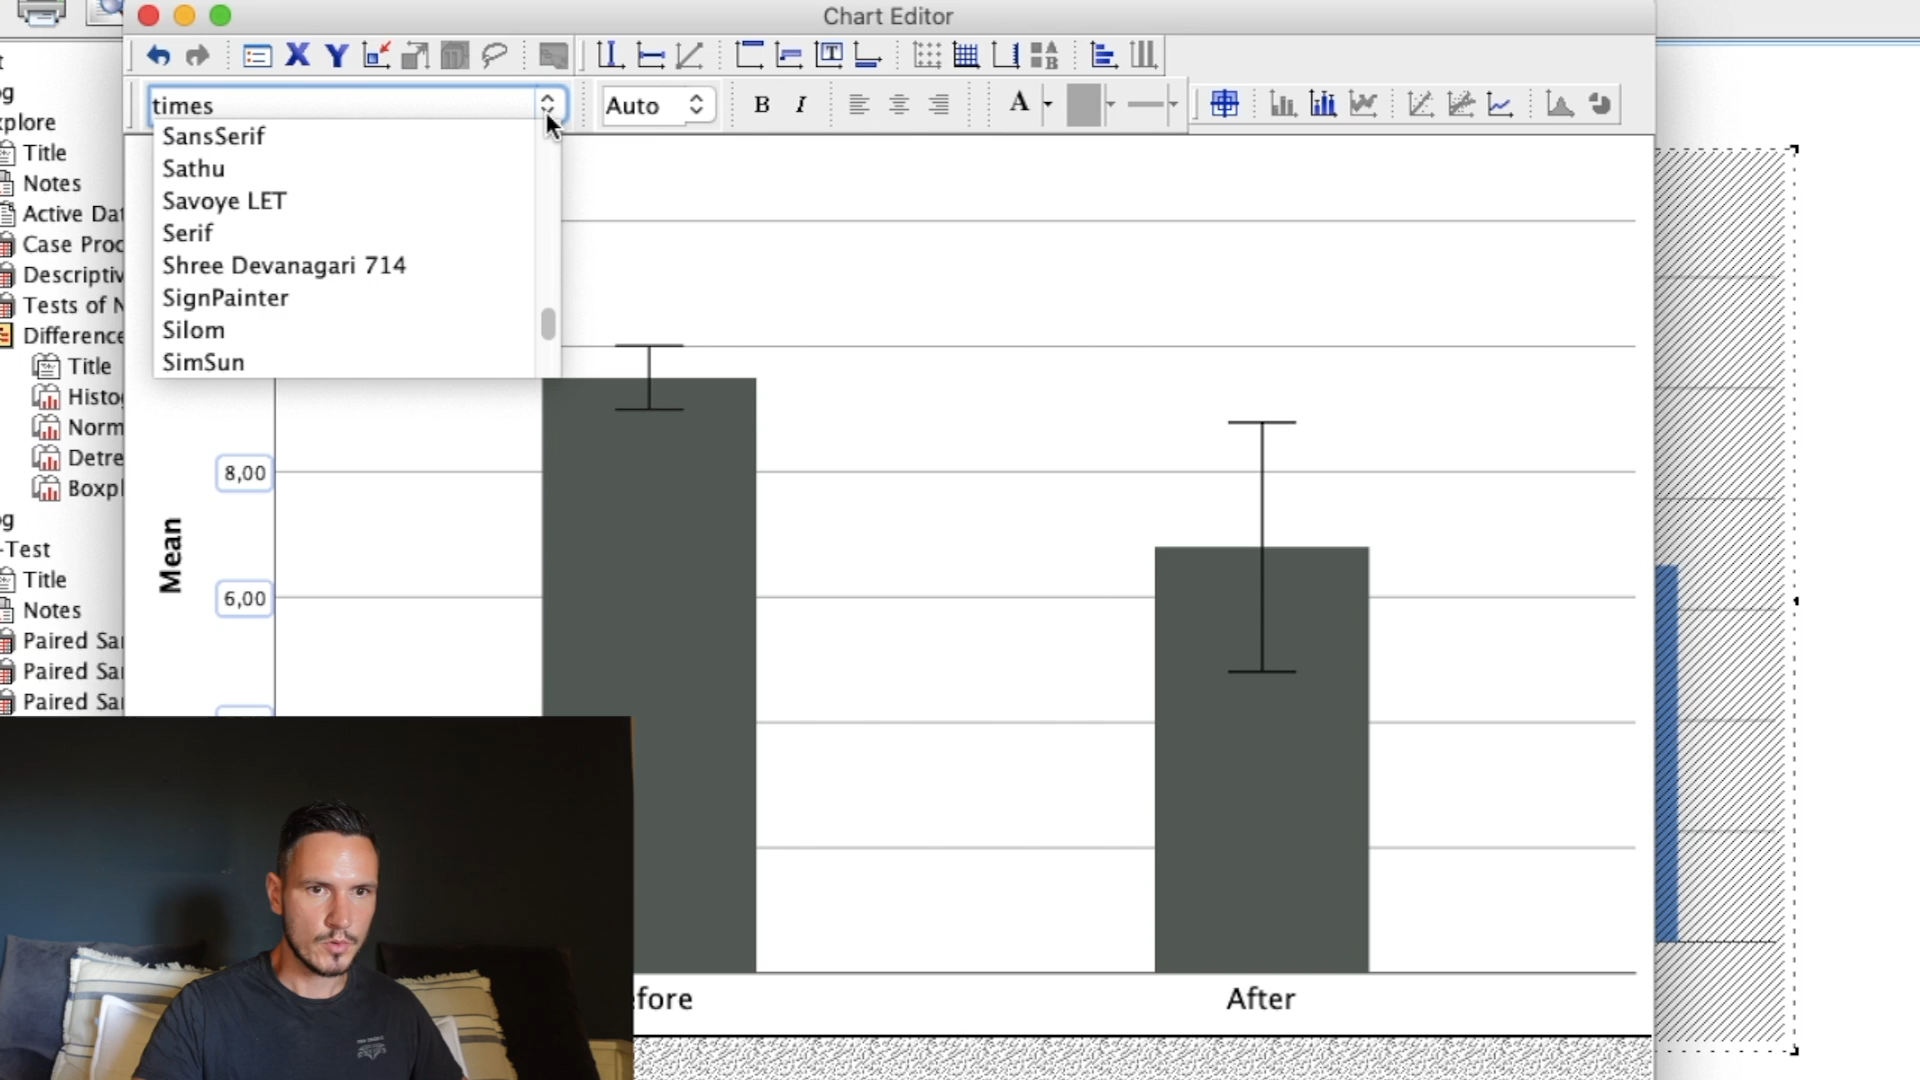 Chart Editor
X Y T A B
times
Auto
B I A
SansSerif
Sathu
Savoye LET
Serif
Shree Devanagari 714
SignPainter
Silom
SimSun
t
g
xplore
Title
Notes
Active Dat
Case Proc
Descriptiv
Tests of N
Difference
Title
Histo
Norm
Detre
Boxpl
g
-Test
Title
Notes
Paired Sa
Paired Sa
Paired Sa
8,00
Mean
6,00
efore
After